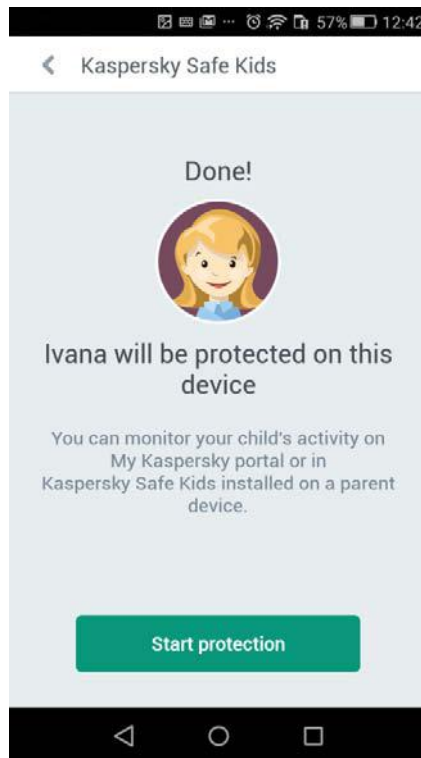 57% 12:42
Kaspersky Safe Kids
Done!
Ivana will be protected on this
device
You can monitor your child's activity on
My Kaspersky portal or in
Kaspersky Safe Kids installed on a parent
device.
Start protection